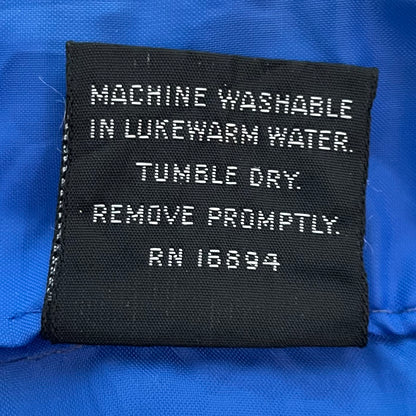 MACHINE WASHABLE
IN LUKEWARM WATER.
TUMBLE DRY.
REMOVE PROMPTLY.
RN 16894